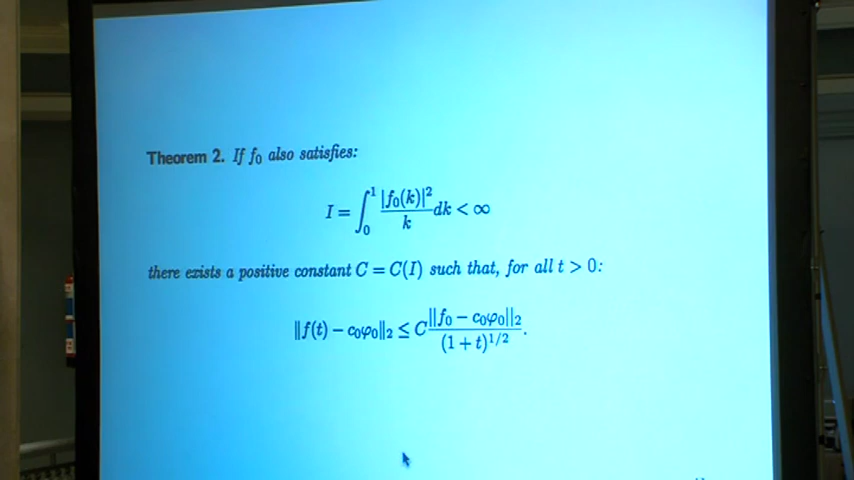 Theorem 2. If f₀ also satisfies:
I = ∫₀¹ |f₀(k)|²/k dk < ∞
there exists a positive constant C = C(I) such that, for all t > 0:
‖f(t) − c₀φ₀‖₂ ≤ C ‖f₀ − c₀φ₀‖₂/(1 + t)^{1/2}.